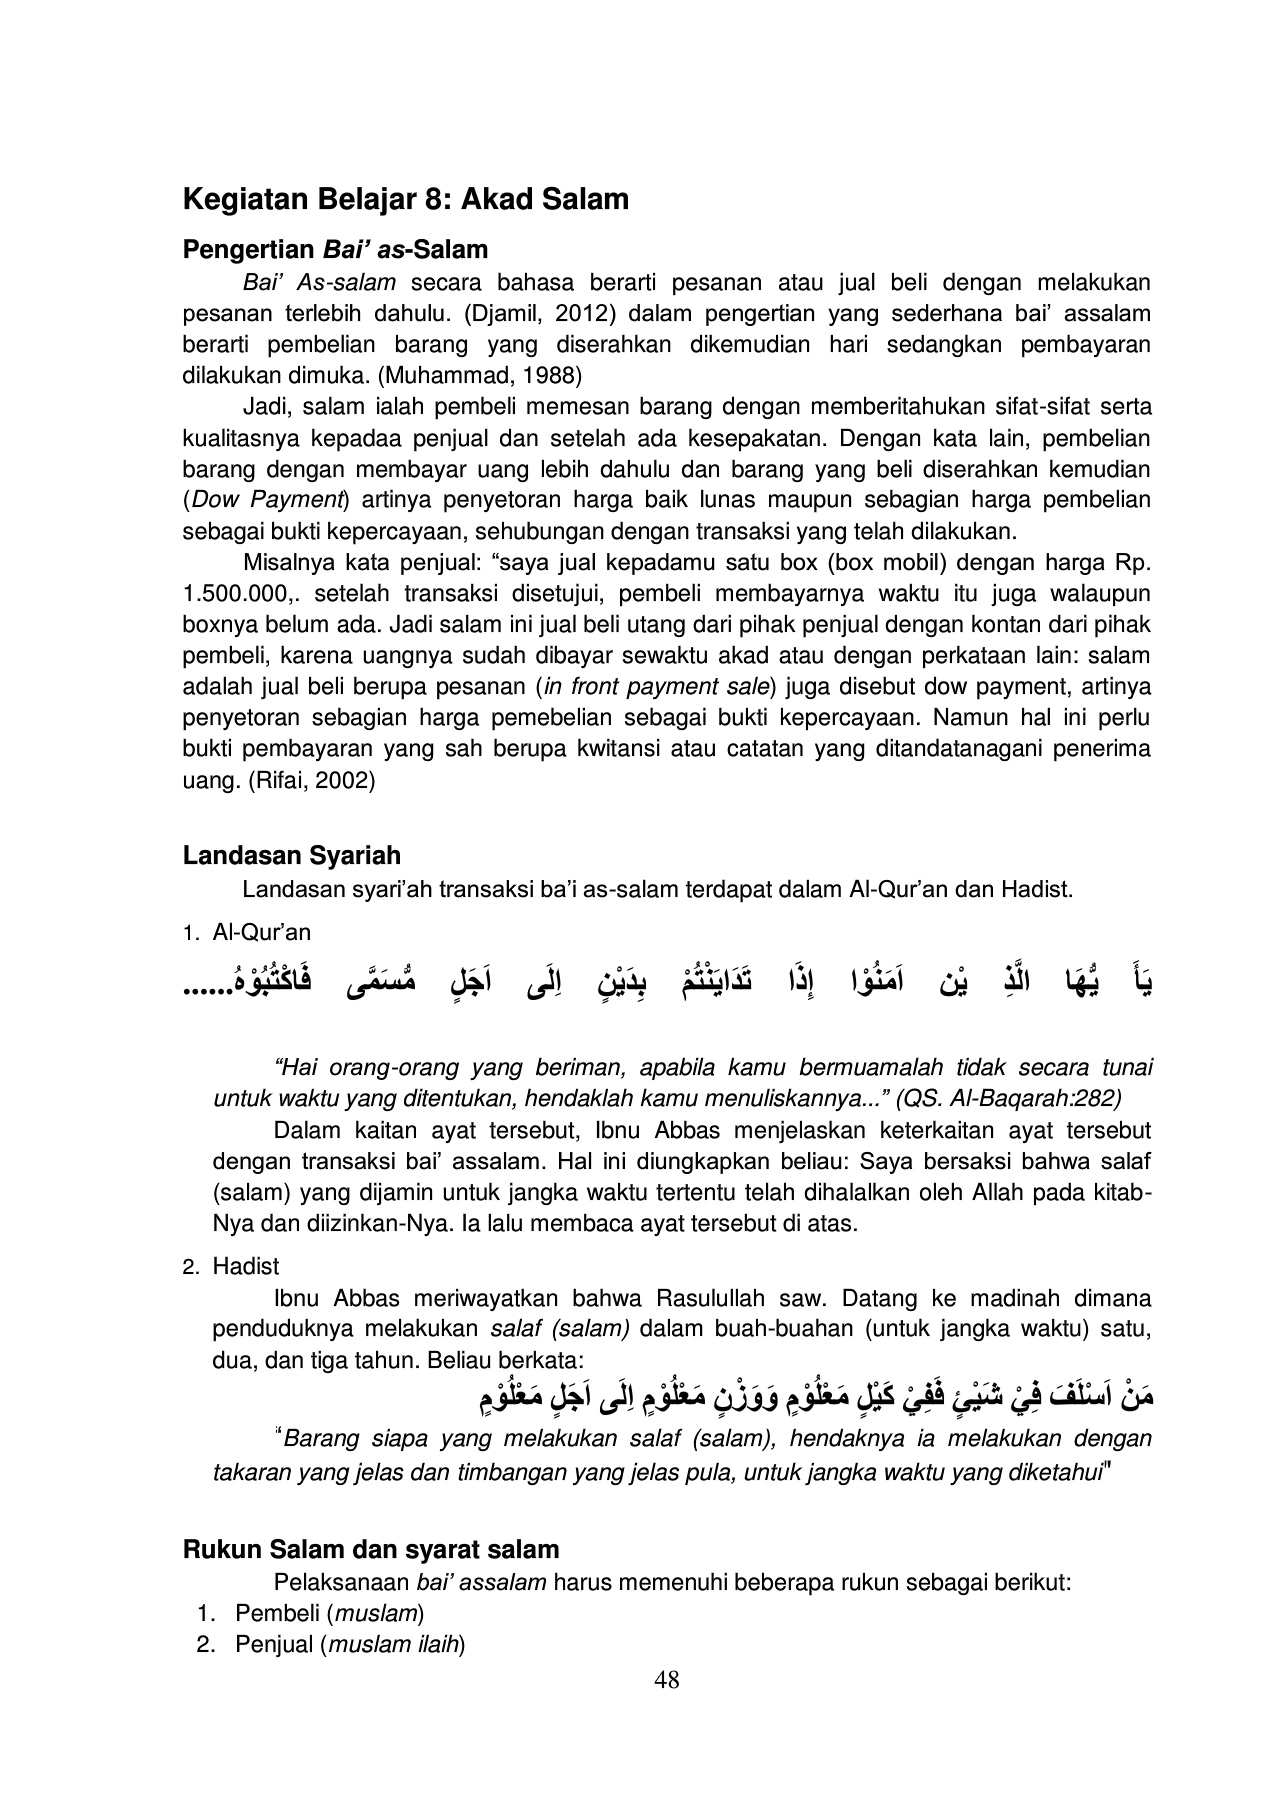 Kegiatan Belajar 8: Akad Salam
Pengertian Bai’ as-Salam
Bai’ As-salam secara bahasa berarti pesanan atau jual beli dengan melakukan
pesanan terlebih dahulu. (Djamil, 2012) dalam pengertian yang sederhana bai’ assalam
berarti pembelian barang yang diserahkan dikemudian hari sedangkan pembayaran
dilakukan dimuka. (Muhammad, 1988)
Jadi, salam ialah pembeli memesan barang dengan memberitahukan sifat-sifat serta
kualitasnya kepadaa penjual dan setelah ada kesepakatan. Dengan kata lain, pembelian
barang dengan membayar uang lebih dahulu dan barang yang beli diserahkan kemudian
(Dow Payment) artinya penyetoran harga baik lunas maupun sebagian harga pembelian
sebagai bukti kepercayaan, sehubungan dengan transaksi yang telah dilakukan.
Misalnya kata penjual: “saya jual kepadamu satu box (box mobil) dengan harga Rp.
1.500.000,. setelah transaksi disetujui, pembeli membayarnya waktu itu juga walaupun
boxnya belum ada. Jadi salam ini jual beli utang dari pihak penjual dengan kontan dari pihak
pembeli, karena uangnya sudah dibayar sewaktu akad atau dengan perkataan lain: salam
adalah jual beli berupa pesanan (in front payment sale) juga disebut dow payment, artinya
penyetoran sebagian harga pemebelian sebagai bukti kepercayaan. Namun hal ini perlu
bukti pembayaran yang sah berupa kwitansi atau catatan yang ditandatanagani penerima
uang. (Rifai, 2002)
Landasan Syariah
Landasan syari’ah transaksi ba’i as-salam terdapat dalam Al-Qur’an dan Hadist.
1. Al-Qur’an
يَأَ يُّهَا الَّذِ يْن اَمَنُوْا إِذَا تَدَايَنْتُمْ بِدَيْنٍ اِلَى اَجَلٍ مُّسَمَّى فَاكْتُبُوْهُ......
“Hai orang-orang yang beriman, apabila kamu bermuamalah tidak secara tunai
untuk waktu yang ditentukan, hendaklah kamu menuliskannya...” (QS. Al-Baqarah:282)
Dalam kaitan ayat tersebut, Ibnu Abbas menjelaskan keterkaitan ayat tersebut
dengan transaksi bai’ assalam. Hal ini diungkapkan beliau: Saya bersaksi bahwa salaf
(salam) yang dijamin untuk jangka waktu tertentu telah dihalalkan oleh Allah pada kitab-
Nya dan diizinkan-Nya. Ia lalu membaca ayat tersebut di atas.
2. Hadist
Ibnu Abbas meriwayatkan bahwa Rasulullah saw. Datang ke madinah dimana
penduduknya melakukan salaf (salam) dalam buah-buahan (untuk jangka waktu) satu,
dua, dan tiga tahun. Beliau berkata:
مَنْ اَسْلَفَ فِيْ شَيْئٍ فَفِيْ كَيْلٍ مَعْلُوْمٍ وَوَزْنٍ مَعْلُوْمٍ اِلَى اَجَلٍ مَعْلُوْمٍ
“Barang siapa yang melakukan salaf (salam), hendaknya ia melakukan dengan
takaran yang jelas dan timbangan yang jelas pula, untuk jangka waktu yang diketahui"
Rukun Salam dan syarat salam
Pelaksanaan bai’ assalam harus memenuhi beberapa rukun sebagai berikut:
1. Pembeli (muslam)
2. Penjual (muslam ilaih)
48